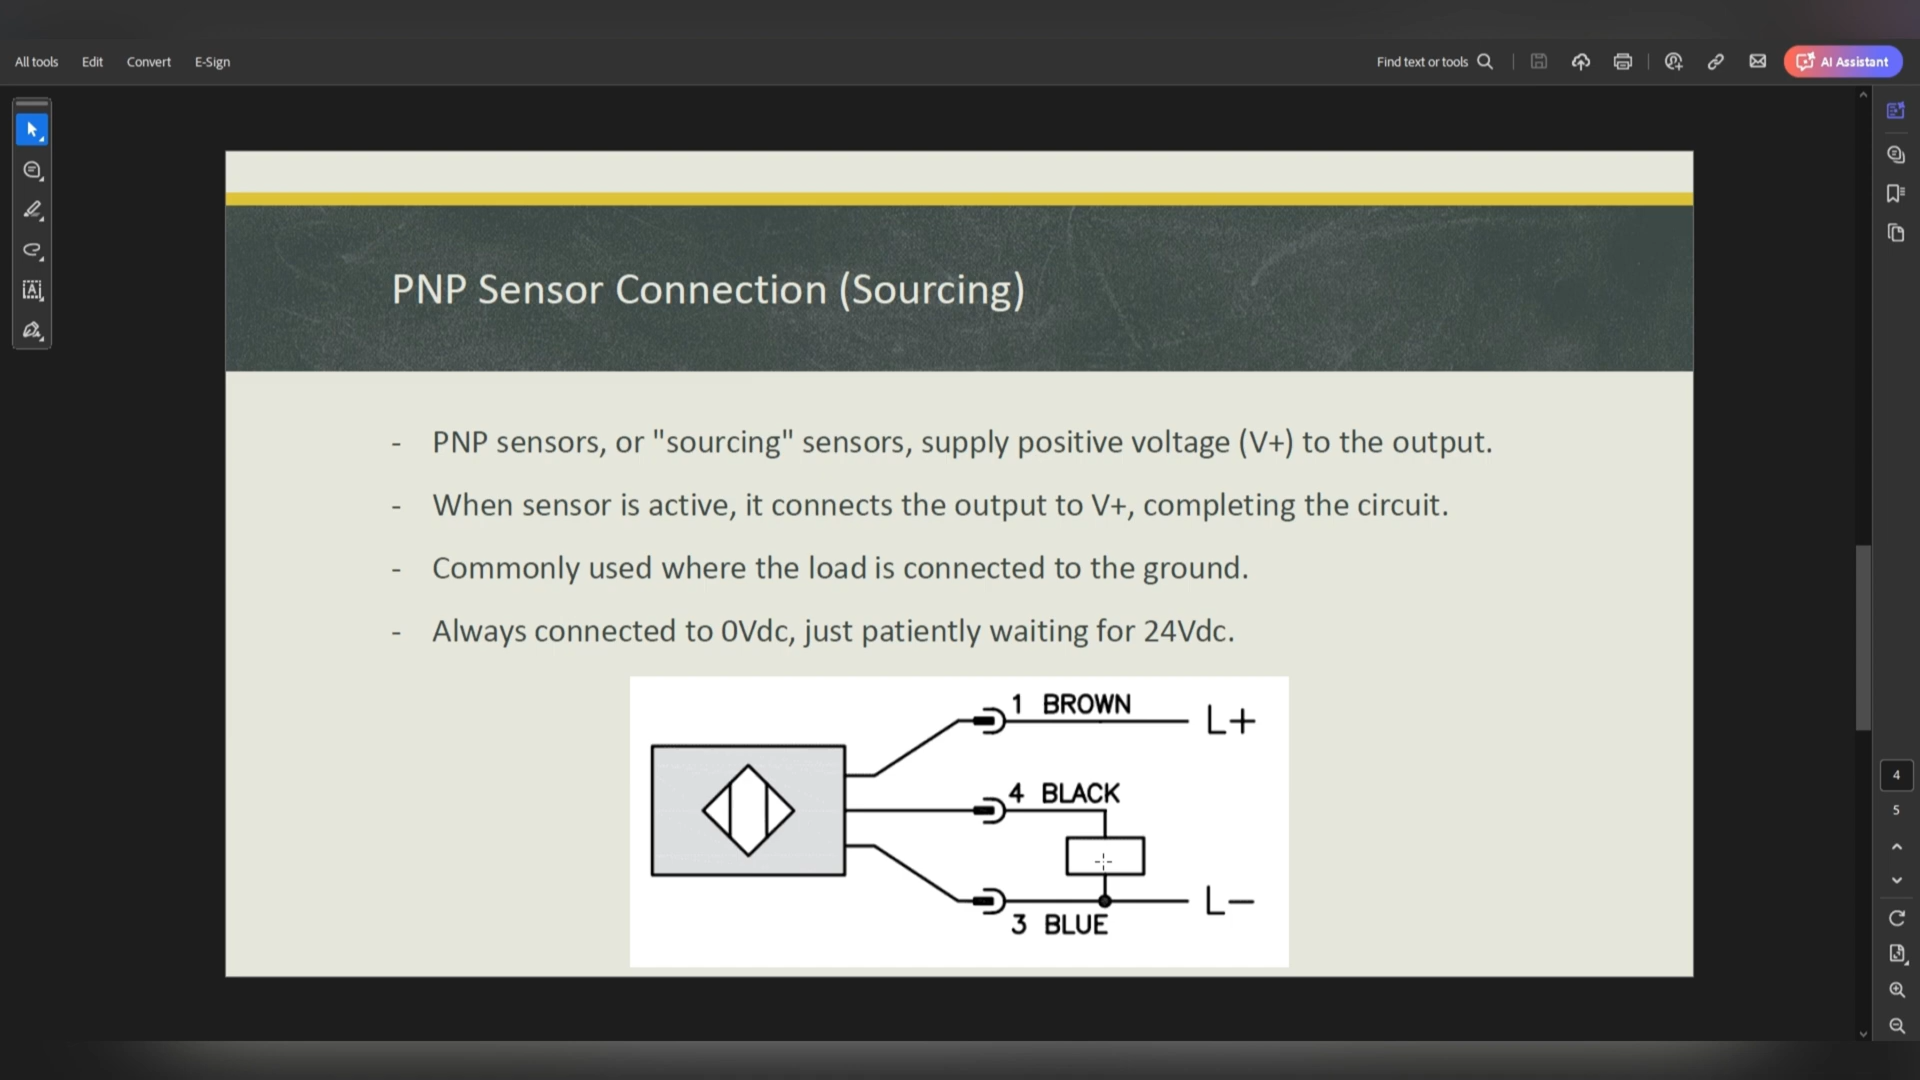 All tools Edit Convert E-Sign Find text or tools AI Assistant
PNP Sensor Connection (Sourcing)
- PNP sensors, or "sourcing" sensors, supply positive voltage (V+) to the output.
- When sensor is active, it connects the output to V+, completing the circuit.
- Commonly used where the load is connected to the ground.
- Always connected to 0Vdc, just patiently waiting for 24Vdc.
1 BROWN
L+
4 BLACK
L-
3 BLUE
4
5